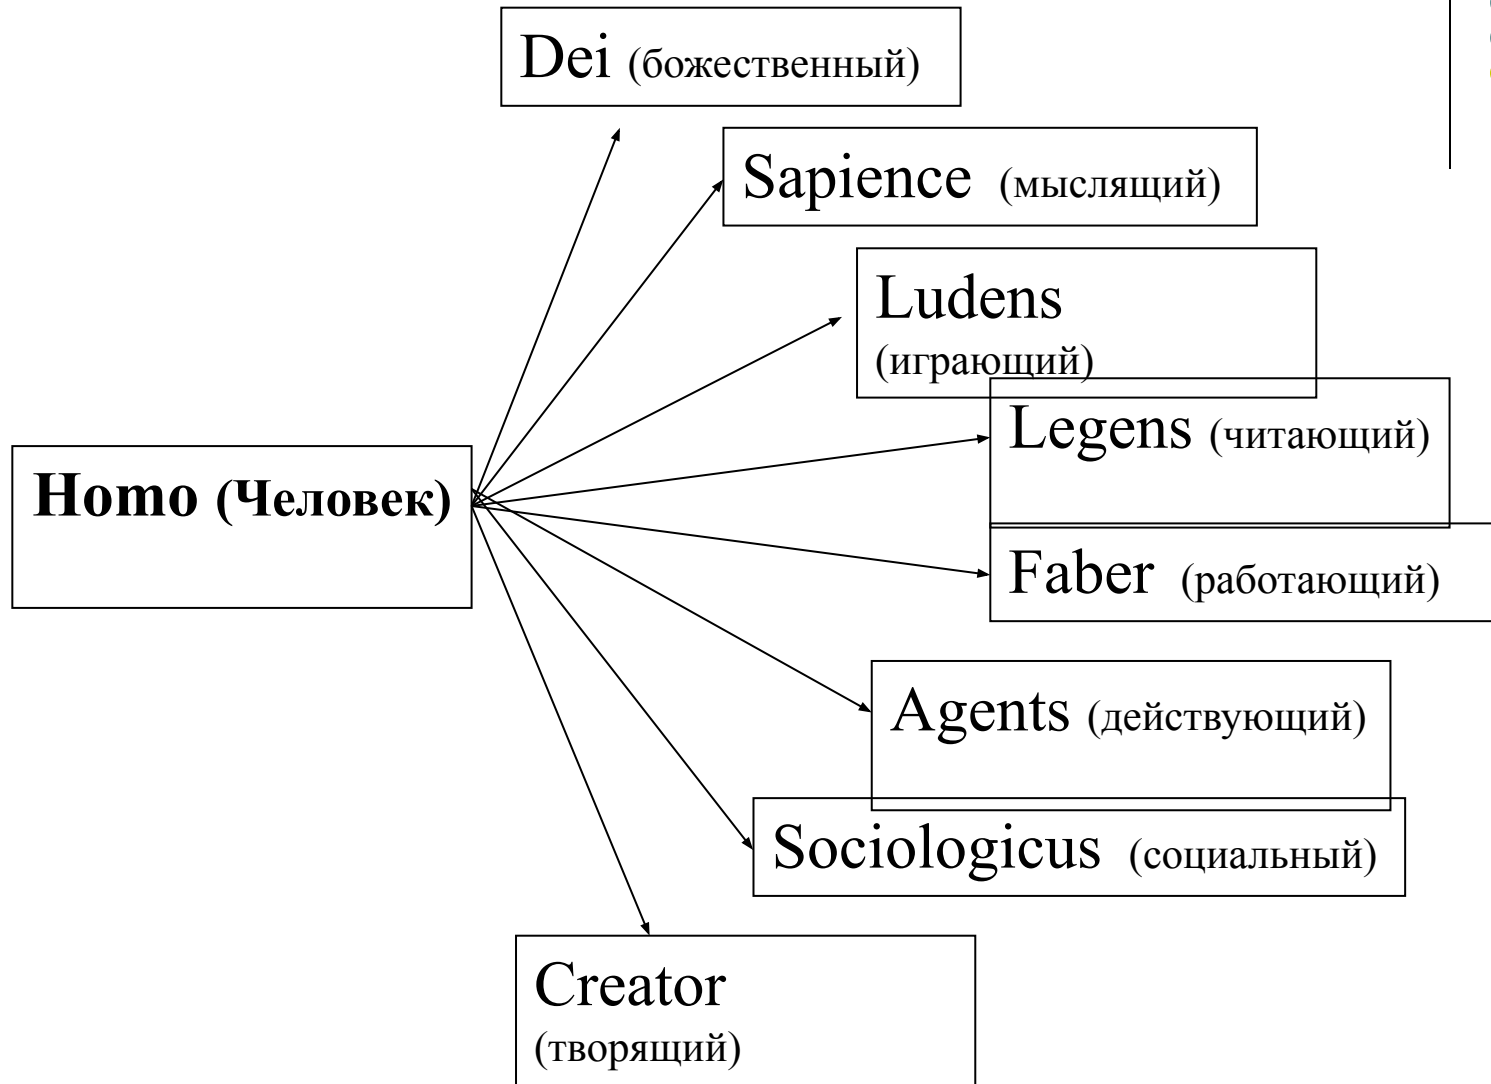 Dei (божественный)
Sapience (мыслящий)
Ludens
(играющий)
Legens (читающий)
Homo (Человек)
Faber (работающий)
Agents (действующий)
Sociologicus (социальный)
Creator
(творящий)